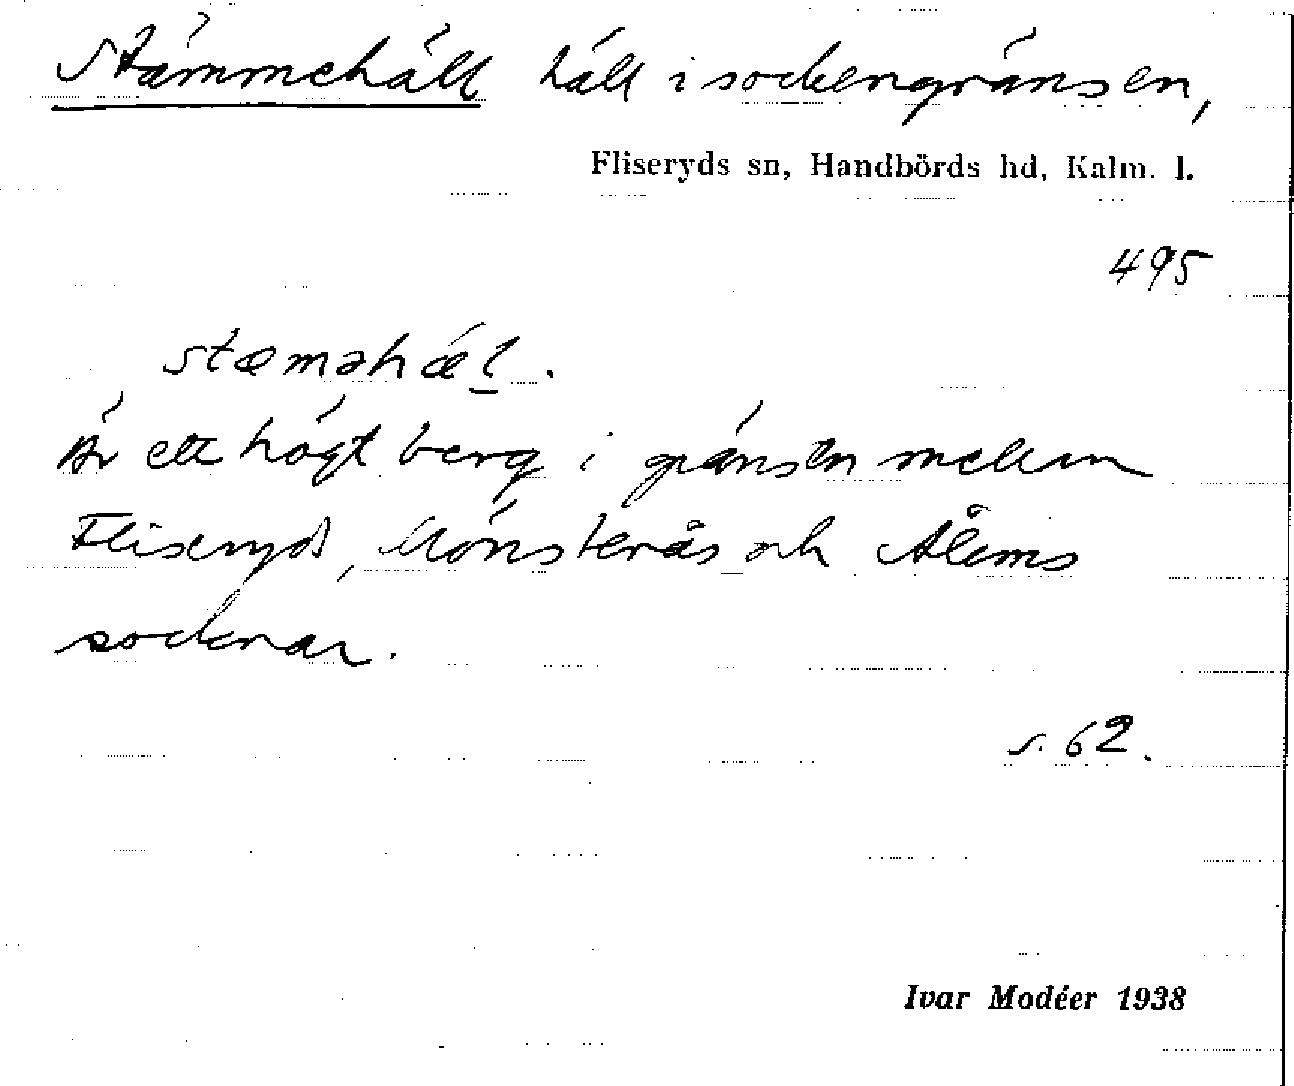 Stämmehäll häll i sockengränsen,
Fliseryds sn, Handbörds hd, Kalm. l.
495
stæməhæl.
Är ett högt berg i gränsen mellan
Fliseryds, Mönsterås och Ålems
socknar.
s. 62.
Ivar Modéer 1938